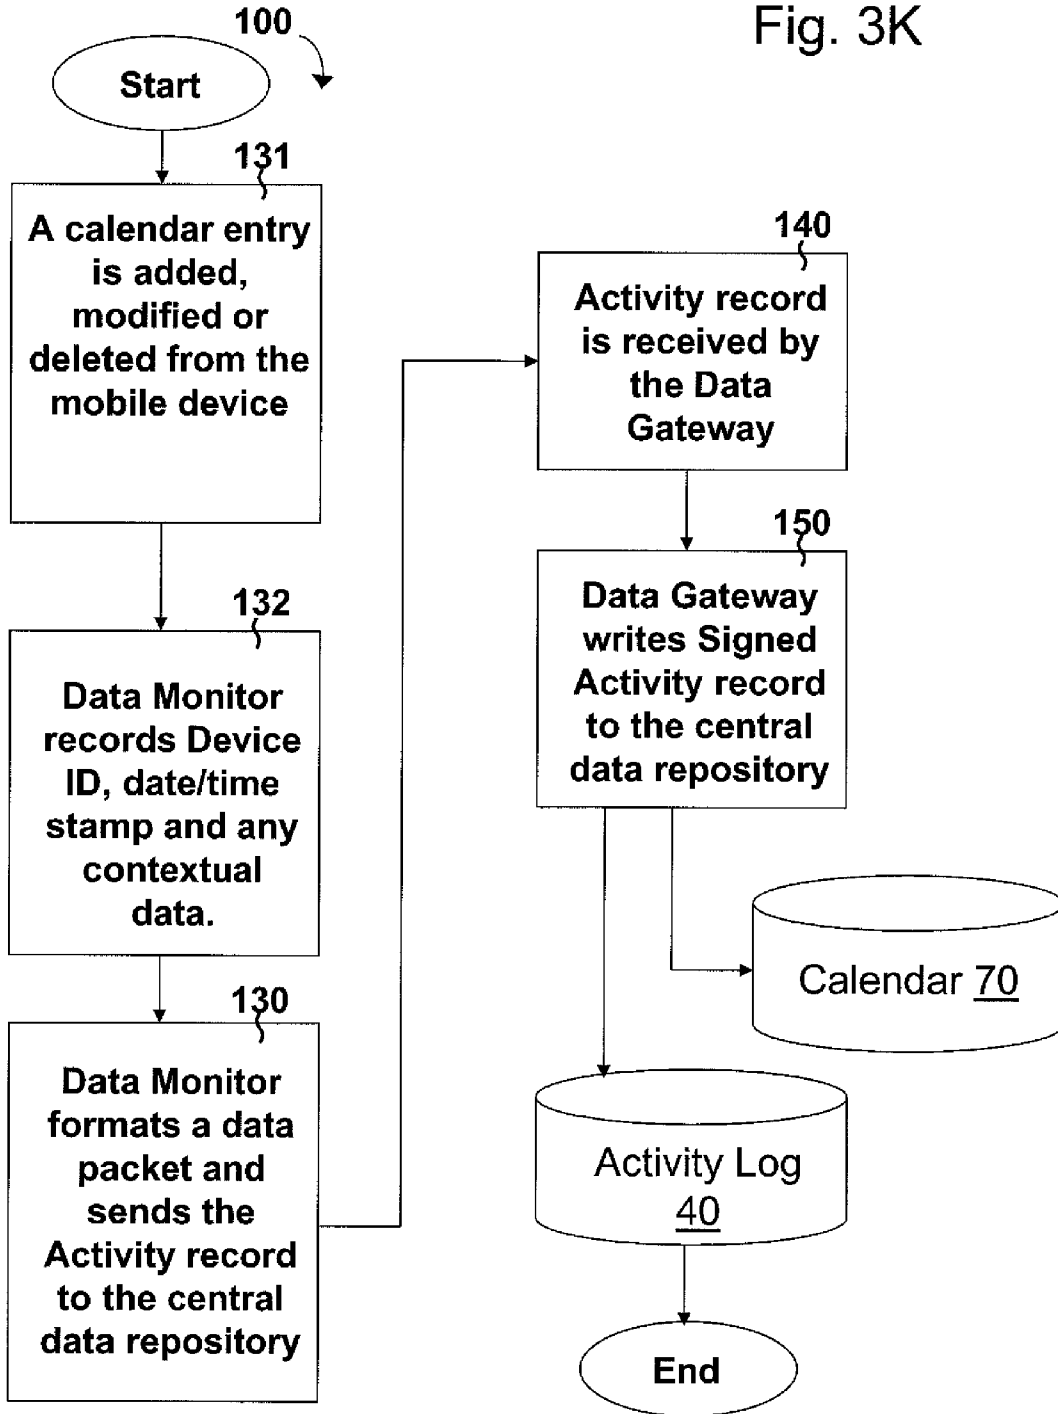 Fig. 3K
100
Start
131
A calendar entry
is added,
modified or
deleted from the
mobile device
132
Data Monitor
records Device
ID, date/time
stamp and any
contextual
data.
130
Data Monitor
formats a data
packet and
sends the
Activity record
to the central
data repository
140
Activity record
is received by
the Data
Gateway
150
Data Gateway
writes Signed
Activity record
to the central
data repository
Calendar 70
Activity Log
40
End